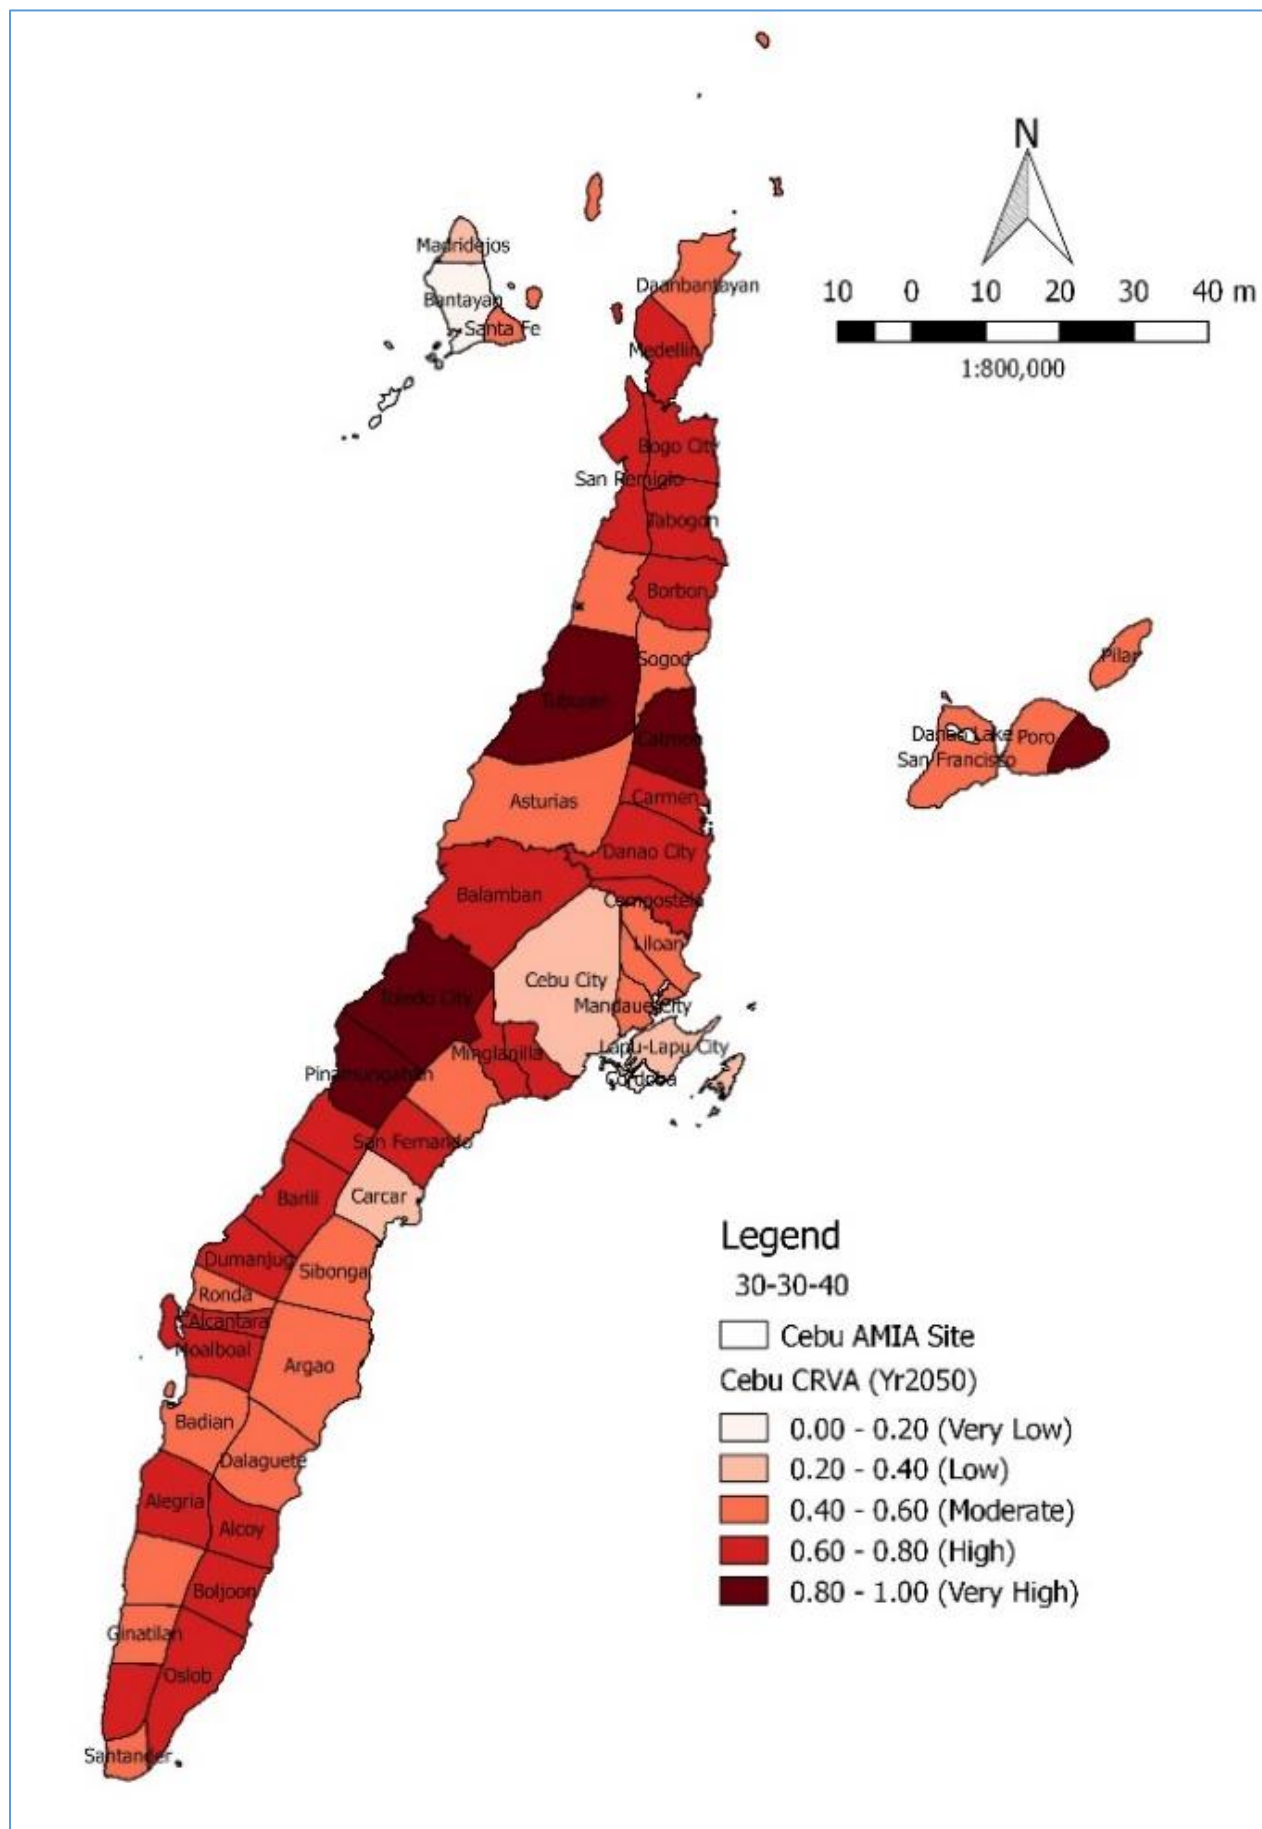 N
Madridejos
Daanbantayan
10 0 10 20 30 40 m
Bantayan
Santa Fe
Medellin
1:800,000
Bogo City
San Remigio
Tabogon
Borbon
Sogod
Pilar
Tuburan
Catmon
Danao Lake
Poro
San Francisco
Carmen
Asturias
Danao City
Balamban
Compostela
Liloan
Cebu City
Toledo City
Mandaue City
Lapu-Lapu City
Minglanilla
Pinamungahan
Cordoba
San Fernando
Barili
Carcar
Legend
Dumanjug
Sibonga
30-30-40
Ronda
Alcantara
Cebu AMIA Site
Moalboal
Argao
Cebu CRVA (Yr2050)
Badian
0.00 - 0.20 (Very Low)
Dalaguete
0.20 - 0.40 (Low)
Alegria
0.40 - 0.60 (Moderate)
Alcoy
0.60 - 0.80 (High)
Boljoon
0.80 - 1.00 (Very High)
Ginatilan
Oslob
Santander